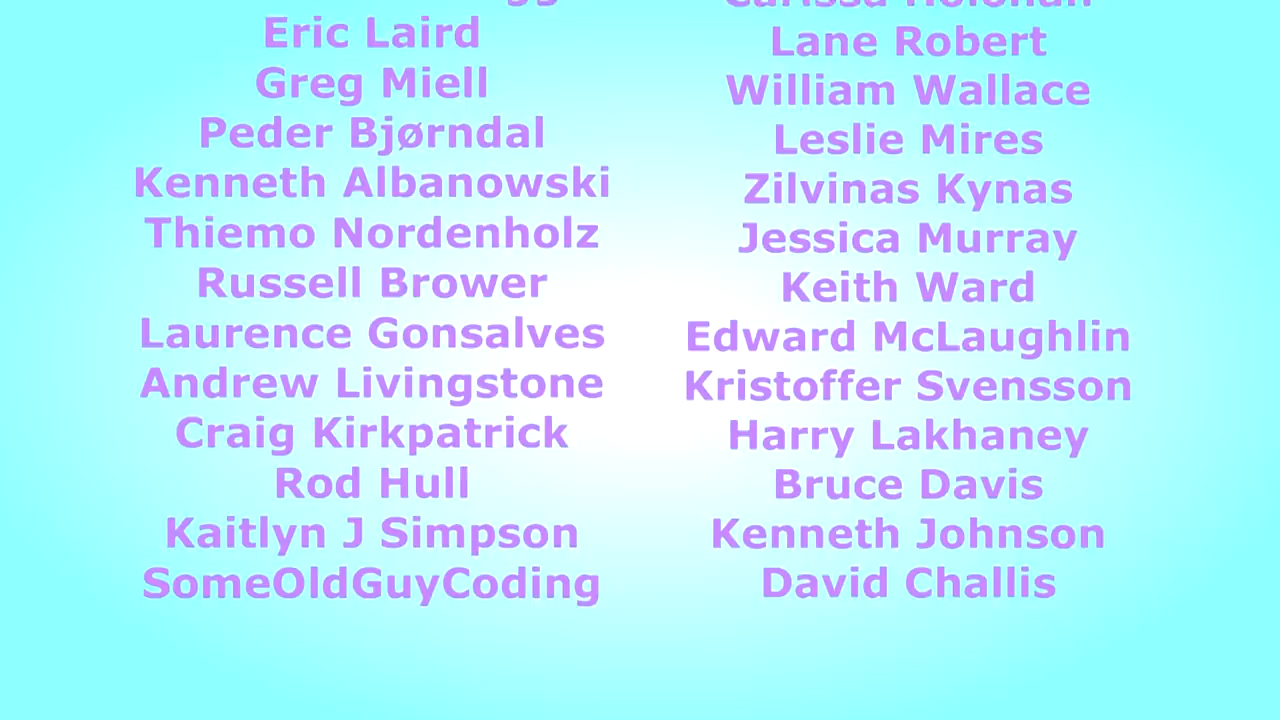 Eric Laird
Greg Miell
Peder Bjørndal
Kenneth Albanowski
Thiemo Nordenholz
Russell Brower
Laurence Gonsalves
Andrew Livingstone
Craig Kirkpatrick
Rod Hull
Kaitlyn J Simpson
SomeOldGuyCoding
Carissa
Lane Robert
William Wallace
Leslie Mires
Zilvinas Kynas
Jessica Murray
Keith Ward
Edward McLaughlin
Kristoffer Svensson
Harry Lakhaney
Bruce Davis
Kenneth Johnson
David Challis